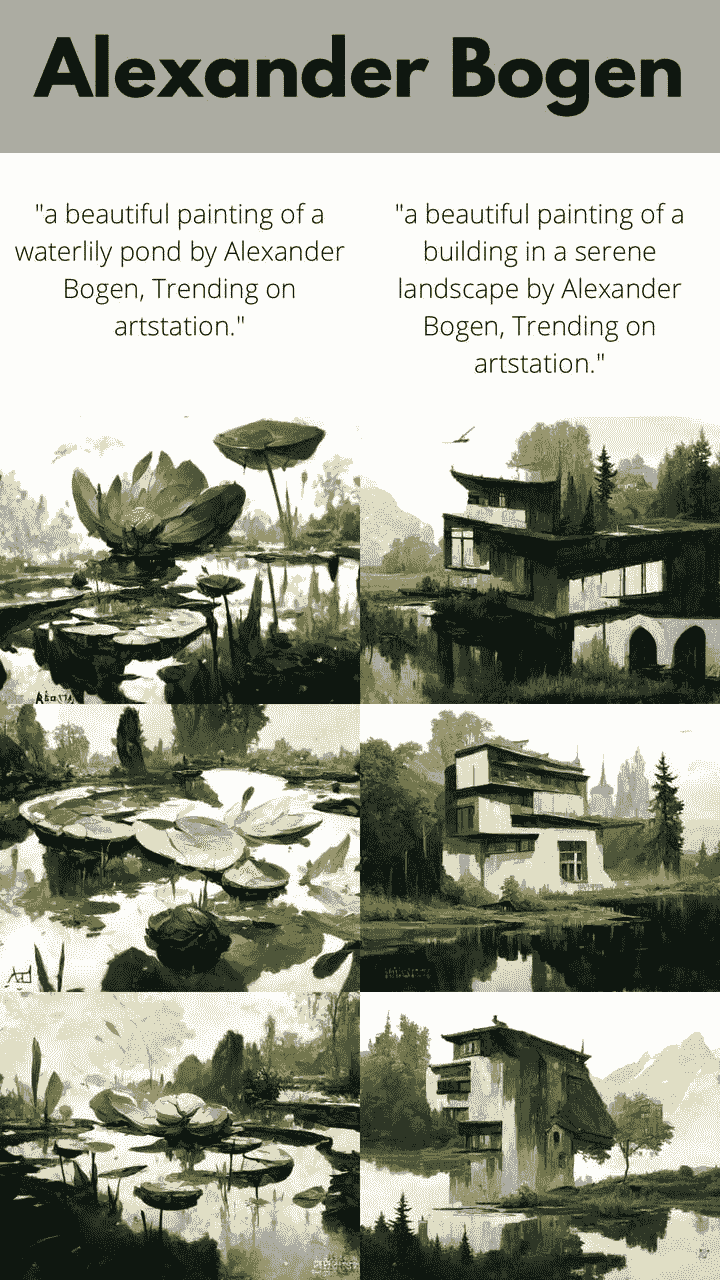 Alexander Bogen
"a beautiful painting of a
waterlily pond by Alexander
Bogen, Trending on
artstation."
"a beautiful painting of a
building in a serene
landscape by Alexander
Bogen, Trending on
artstation."